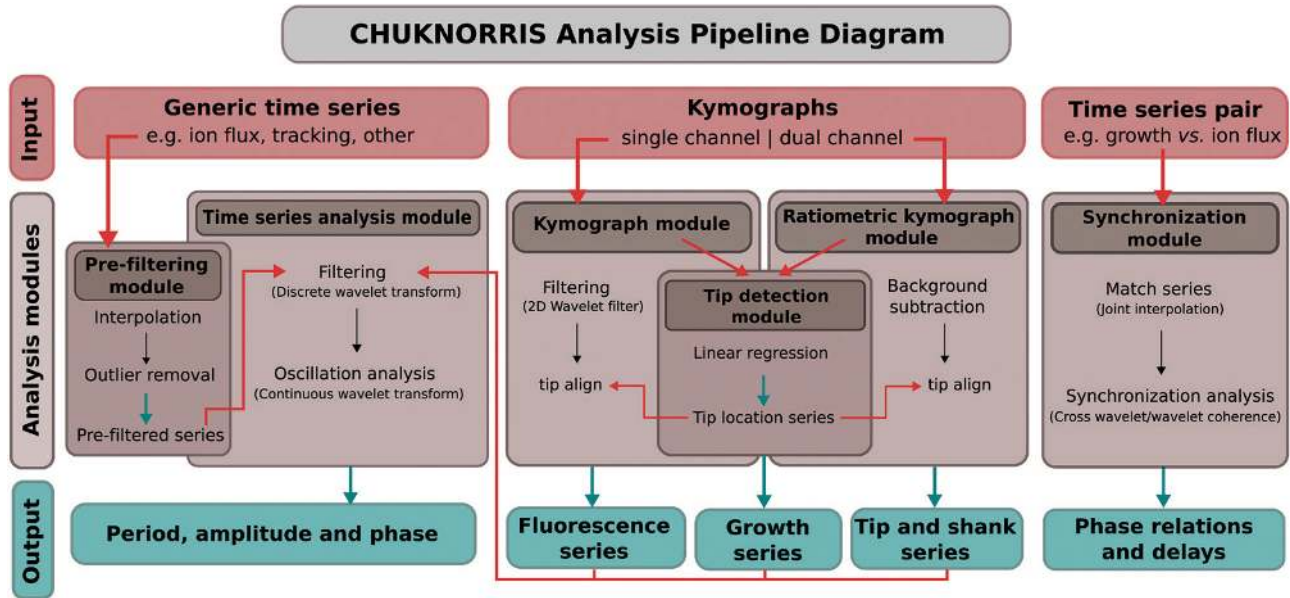 CHUKNORRIS Analysis Pipeline Diagram
Input
Generic time series
e.g. ion flux, tracking, other
Kymographs
single channel | dual channel
Time series pair
e.g. growth vs. ion flux
Analysis modules
Pre-filtering
module
Interpolation
Outlier removal
Pre-filtered series
Time series analysis module
Filtering
(Discrete wavelet transform)
Oscillation analysis
(Continuous wavelet transform)
Kymograph module
Filtering
(2D Wavelet filter)
tip align
Tip detection
module
Linear regression
Tip location series
Ratiometric kymograph
module
Background
subtraction
tip align
Synchronization
module
Match series
(Joint interpolation)
Synchronization analysis
(Cross wavelet/wavelet coherence)
Output
Period, amplitude and phase
Fluorescence
series
Growth
series
Tip and shank
series
Phase relations
and delays